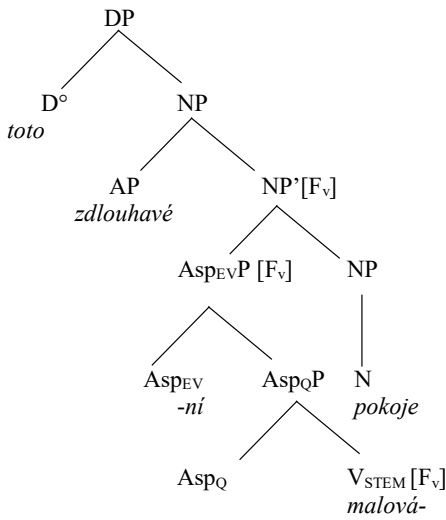 DP
D° NP
toto
AP NP’[Fv]
zdlouhavé
AspEVP [Fv] NP
AspEV AspQP N
-ní pokoje
AspQ VSTEM [Fv]
malová-